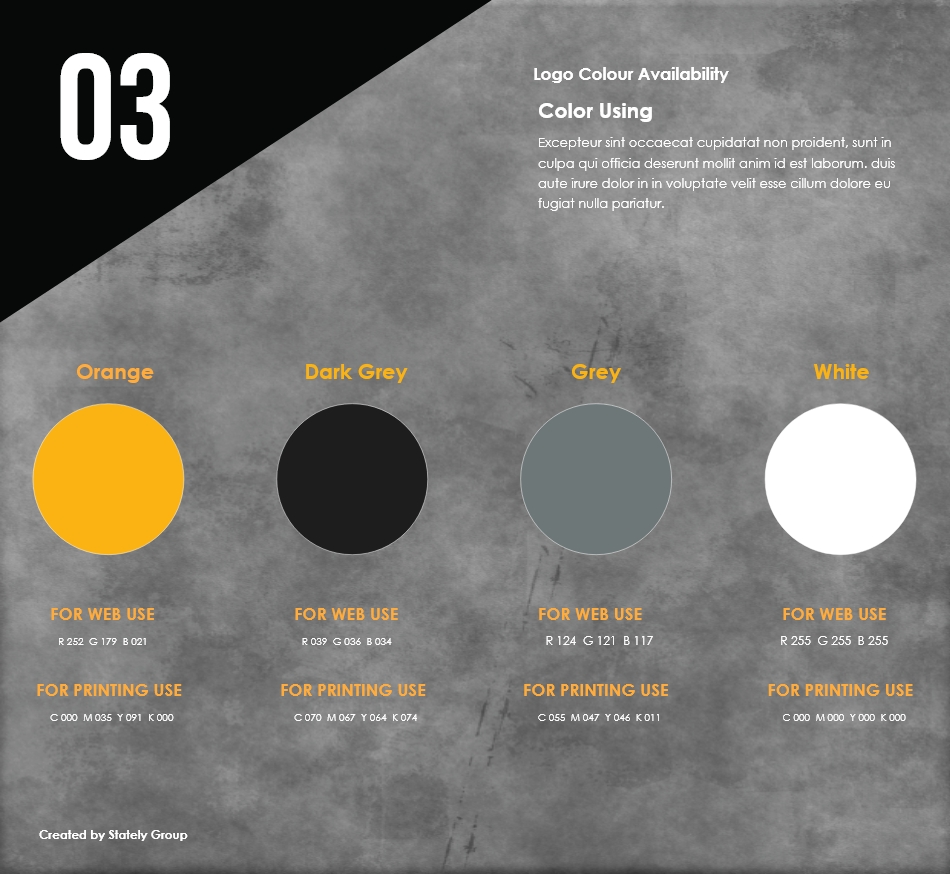 03
Logo Colour Availability
Color Using
Excepteur sint occaecat cupidatat non proident, sunt in
culpa qui officia deserunt mollit anim id est laborum. duis
aute irure dolor in in voluptate velit esse cillum dolore eu
fugiat nulla pariatur.
Orange
Dark Grey
Grey
White
FOR WEB USE
FOR WEB USE
FOR WEB USE
FOR WEB USE
R 252 G 179 B 021
R 039 G 036 B 034
R 124 G 121 B 117
R 255 G 255 B 255
FOR PRINTING USE
FOR PRINTING USE
FOR PRINTING USE
FOR PRINTING USE
C 000 M 035 Y 091 K 000
C 070 M 067 Y 064 K 074
C 055 M 047 Y 046 K 011
C 000 M 000 Y 000 K 000
Created by Stately Group